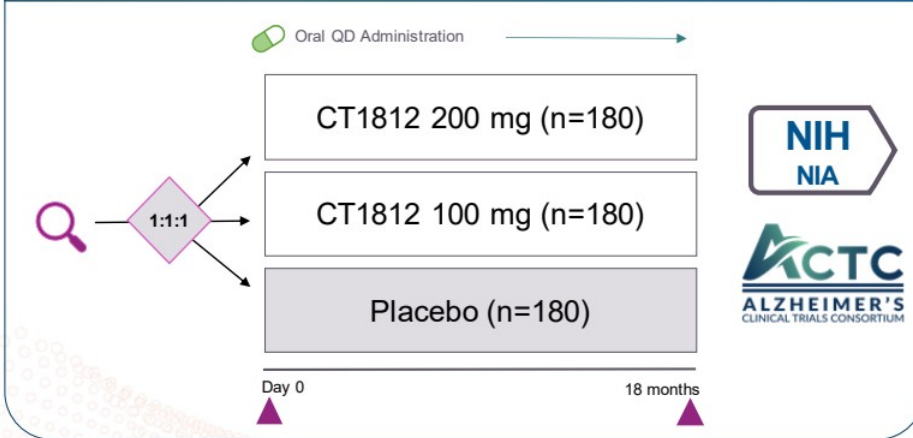 Oral QD Administration
CT1812 200 mg (n=180)
NIH
NIA
1:1:1
CT1812 100 mg (n=180)
ACTC
ALZHEIMER'S
CLINICAL TRIALS CONSORTIUM
Placebo (n=180)
Day 0
18 months